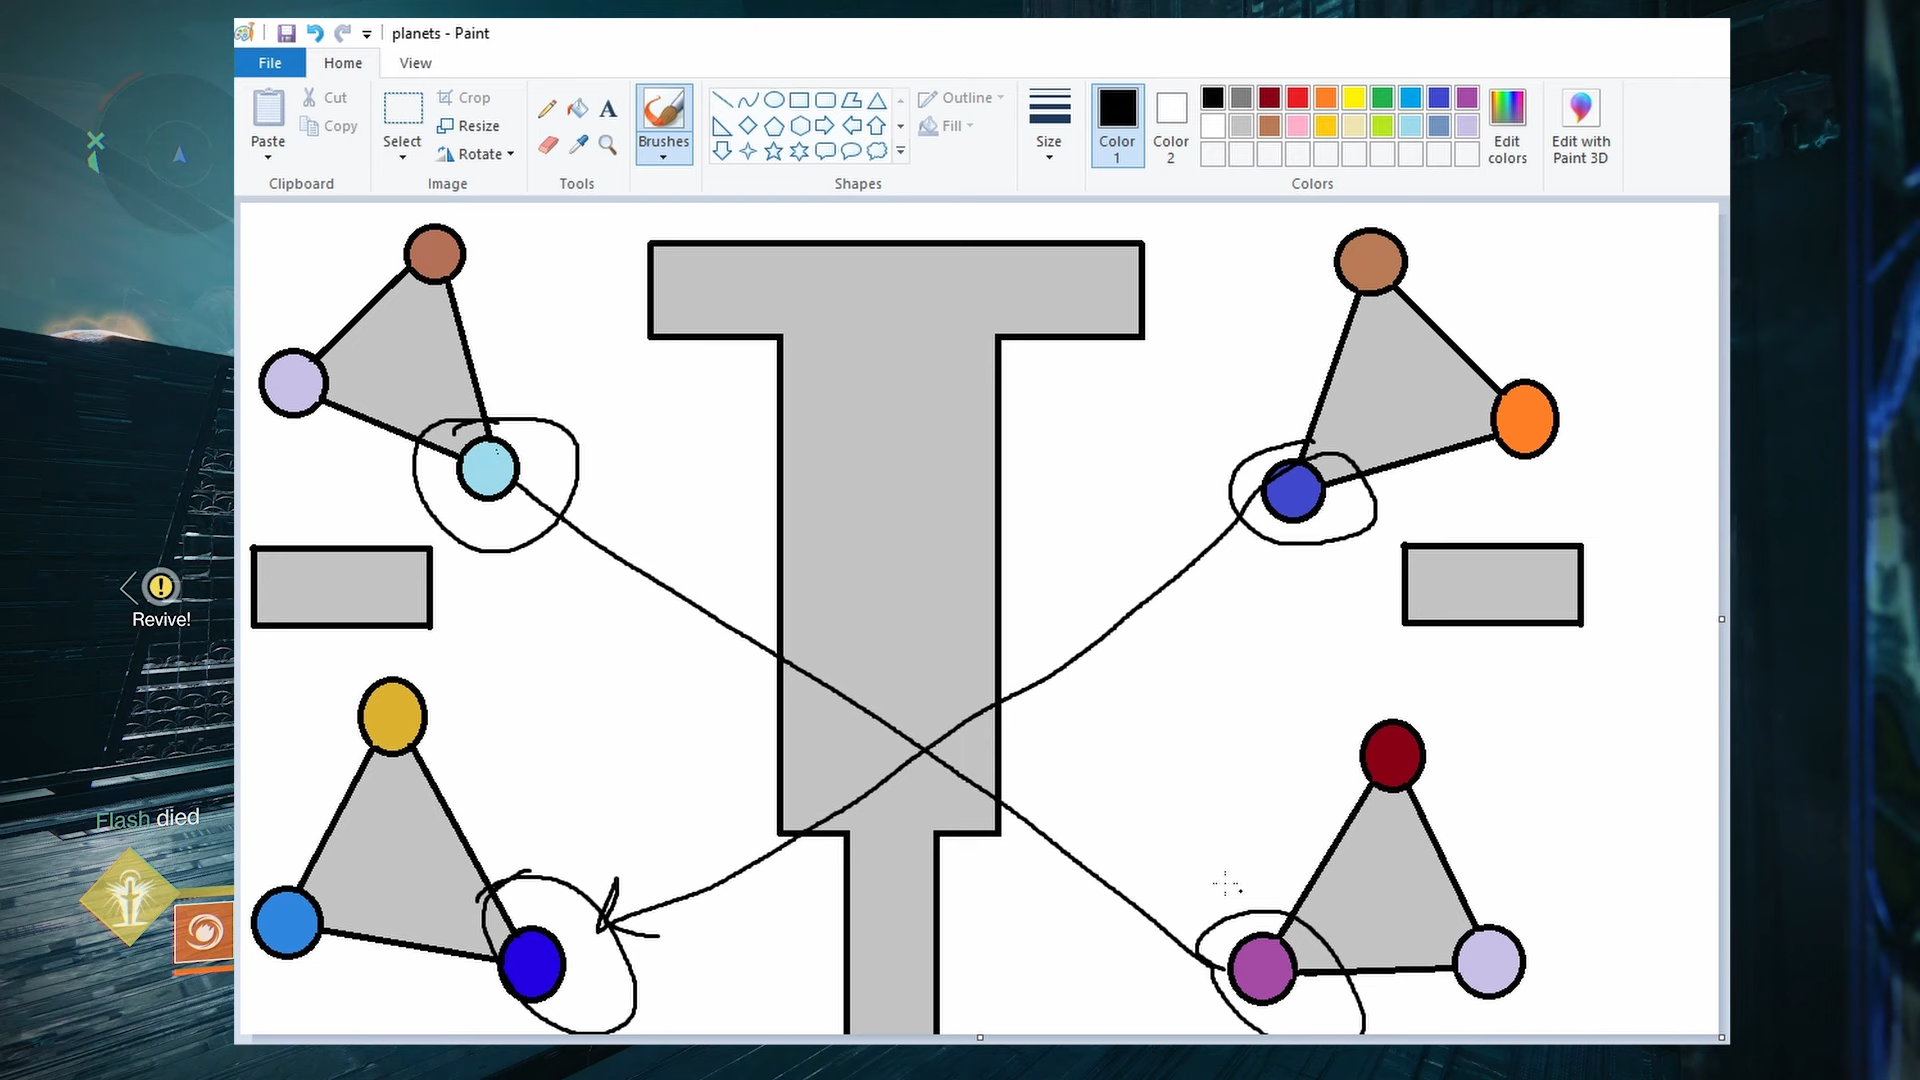 planets - Paint
File Home View
Paste
Cut
Copy
Clipboard
Select
Crop
Resize
Rotate
Image
A
Tools
Brushes
Shapes
Outline
Fill
Size
Color
1
Color
2
Edit
colors
Colors
Edit with
Paint 3D
Revive!
Flash died